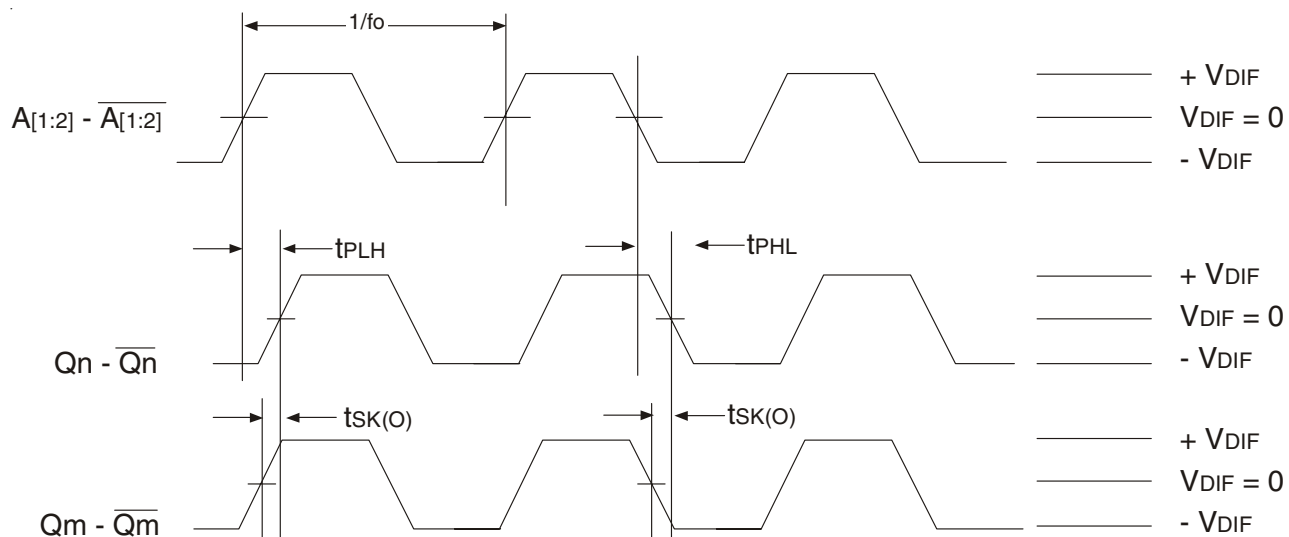 1/fo
A[1:2] - A[1:2]
+ VDIF
VDIF = 0
- VDIF
tPLH
tPHL
Qn - Qn
+ VDIF
VDIF = 0
- VDIF
tSK(O)
tSK(O)
Qm - Qm
+ VDIF
VDIF = 0
- VDIF